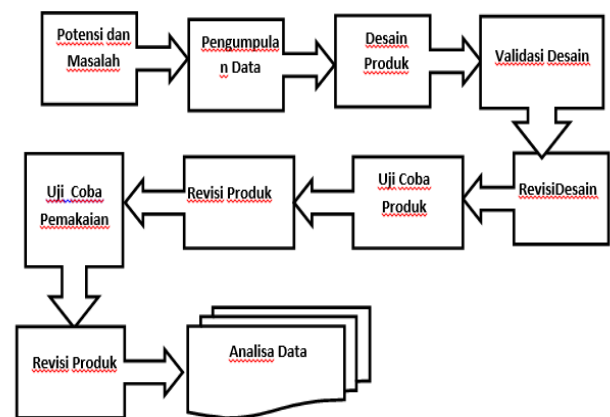 Potensi dan
Masalah
Pengumpula
n Data
Desain
Produk
Validasi Desain
RevisiDesain
Uji Coba
Produk
Revisi Produk
Uji Coba
Pemakaian
Revisi Produk
Analisa Data